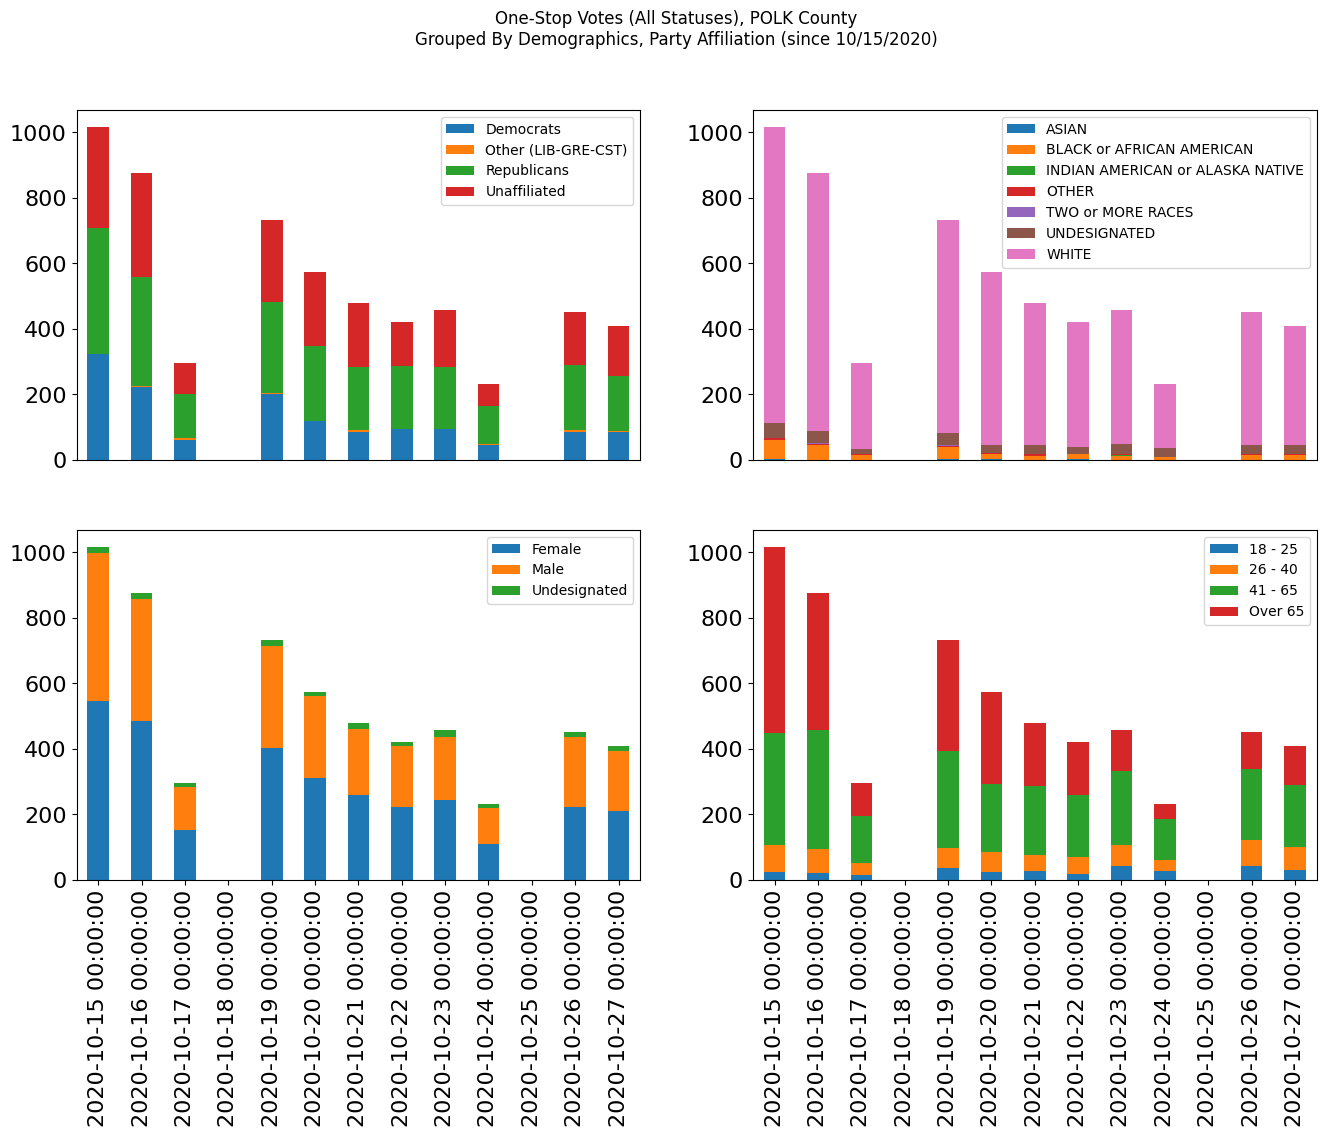 One-Stop Votes (All Statuses), POLK County
Grouped By Demographics, Party Affiliation (since 10/15/2020)
1000
800
600
400
200
0
Democrats
Other (LIB-GRE-CST)
Republicans
Unaffiliated
1000
800
600
400
200
0
ASIAN
BLACK or AFRICAN AMERICAN
INDIAN AMERICAN or ALASKA NATIVE
OTHER
TWO or MORE RACES
UNDESIGNATED
WHITE
1000
800
600
400
200
0
Female
Male
Undesignated
2020-10-15 00:00:00
2020-10-16 00:00:00
2020-10-17 00:00:00
2020-10-18 00:00:00
2020-10-19 00:00:00
2020-10-20 00:00:00
2020-10-21 00:00:00
2020-10-22 00:00:00
2020-10-23 00:00:00
2020-10-24 00:00:00
2020-10-25 00:00:00
2020-10-26 00:00:00
2020-10-27 00:00:00
1000
800
600
400
200
0
18 - 25
26 - 40
41 - 65
Over 65
2020-10-15 00:00:00
2020-10-16 00:00:00
2020-10-17 00:00:00
2020-10-18 00:00:00
2020-10-19 00:00:00
2020-10-20 00:00:00
2020-10-21 00:00:00
2020-10-22 00:00:00
2020-10-23 00:00:00
2020-10-24 00:00:00
2020-10-25 00:00:00
2020-10-26 00:00:00
2020-10-27 00:00:00